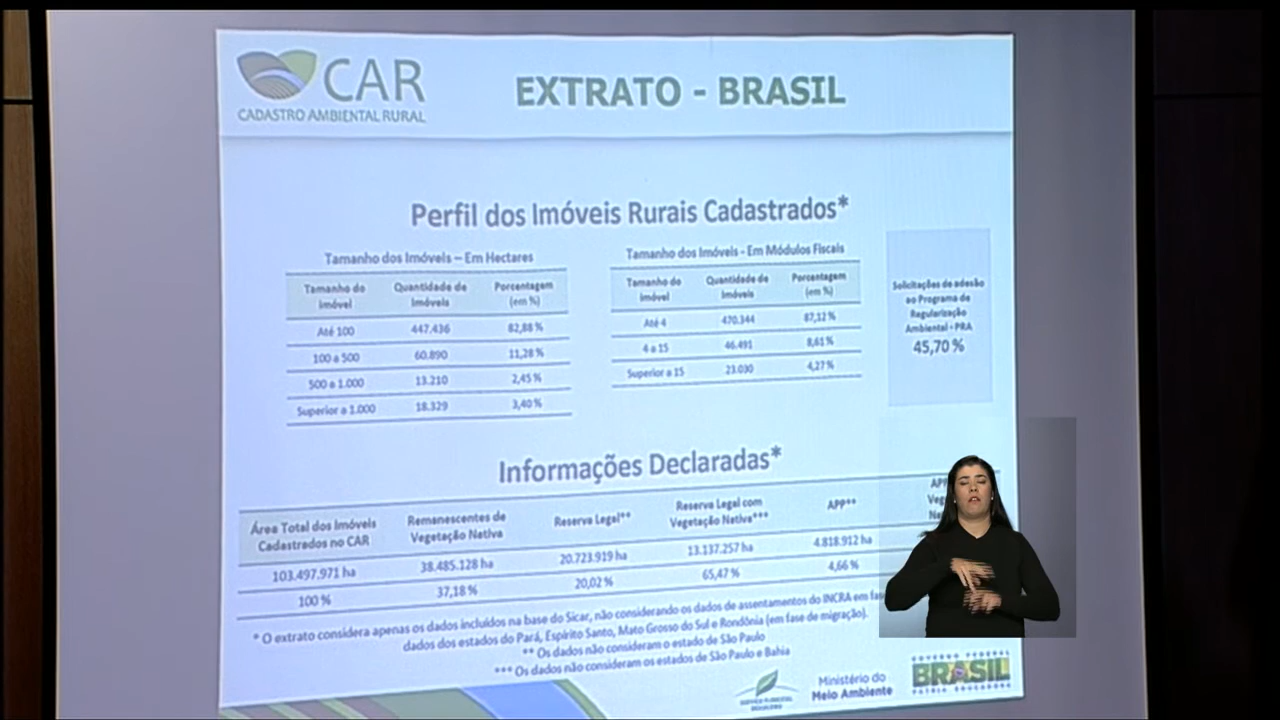 CAR
CADASTRO AMBIENTAL RURAL
EXTRATO - BRASIL
Perfil dos Imóveis Rurais Cadastrados*
Tamanho dos Imóveis – Em Hectares
Tamanho do Imóvel Quantidade de Imóveis Porcentagem (em %)
Até 100 447.436 82,88 %
100 a 500 60.890 11,28 %
500 a 1.000 13.210 2,45 %
Superior a 1.000 18.329 3,40 %
Tamanho dos Imóveis - Em Módulos Fiscais
Tamanho do Imóvel Quantidade de Imóveis Porcentagem (em %)
Até 4 470.344 87,12 %
4 a 15 46.491 8,61 %
Superior a 15 23.030 4,27 %
Solicitações de adesão
ao Programa de
Regularização
Ambiental - PRA
45,70 %
Informações Declaradas*
Área Total dos Imóveis Cadastrados no CAR Remanescentes de Vegetação Nativa Reserva Legal** Reserva Legal com Vegetação Nativa*** APP**
103.497.971 ha 38.485.128 ha 20.723.919 ha 13.137.257 ha 4.818.912 ha
100 % 37,18 % 20,02 % 65,47 % 4,66 %
* O extrato considera apenas os dados incluídos na base do Sicar, não considerando os dados de assentamentos do INCRA em
dados dos estados do Pará, Espírito Santo, Mato Grosso do Sul e Rondônia (em fase de migração).
** Os dados não consideram o estado de São Paulo
*** Os dados não consideram os estados de São Paulo e Bahia
Ministério do
Meio Ambiente
GOVERNO FEDERAL
BRASIL
PÁTRIA EDUCADORA